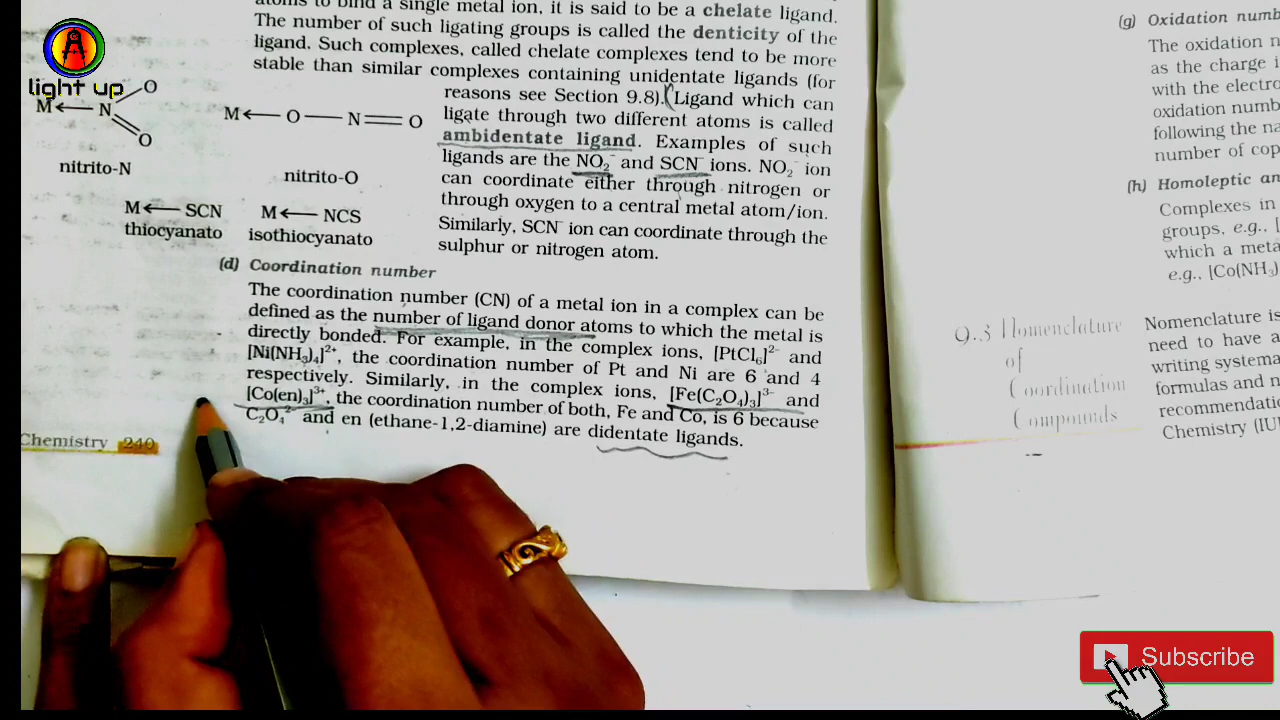 light up
atoms to bind a single metal ion, it is said to be a chelate ligand.
The number of such ligating groups is called the denticity of the
ligand. Such complexes, called chelate complexes tend to be more
stable than similar complexes containing unidentate ligands (for
reasons see Section 9.8). Ligand which can
ligate through two different atoms is called
ambidentate ligand. Examples of such
ligands are the NO₂⁻ and SCN⁻ ions. NO₂⁻ ion
can coordinate either through nitrogen or
through oxygen to a central metal atom/ion.
Similarly, SCN⁻ ion can coordinate through the
sulphur or nitrogen atom.
M ← N O O
nitrito-N
M ← O — N = O
nitrito-O
M ← SCN
thiocyanato
M ← NCS
isothiocyanato
(d) Coordination number
The coordination number (CN) of a metal ion in a complex can be
defined as the number of ligand donor atoms to which the metal is
directly bonded. For example, in the complex ions, [PtCl₆]²⁻ and
[Ni(NH₃)₄]²⁺, the coordination number of Pt and Ni are 6 and 4
respectively. Similarly, in the complex ions, [Fe(C₂O₄)₃]³⁻ and
[Co(en)₃]³⁺, the coordination number of both, Fe and Co, is 6 because
C₂O₄²⁻ and en (ethane-1,2-diamine) are didentate ligands.
Chemistry 240
(g) Oxidation numb
The oxidation n
as the charge i
with the electro
oxidation numb
following the na
number of cop
(h) Homoleptic an
Complexes in
groups, e.g., [
which a meta
e.g., [Co(NH₃)
9.3 Nomenclature
of
Coordination
Compounds
Nomenclature is
need to have a
writing systema
formulas and n
recommendatio
Chemistry (IU
Subscribe